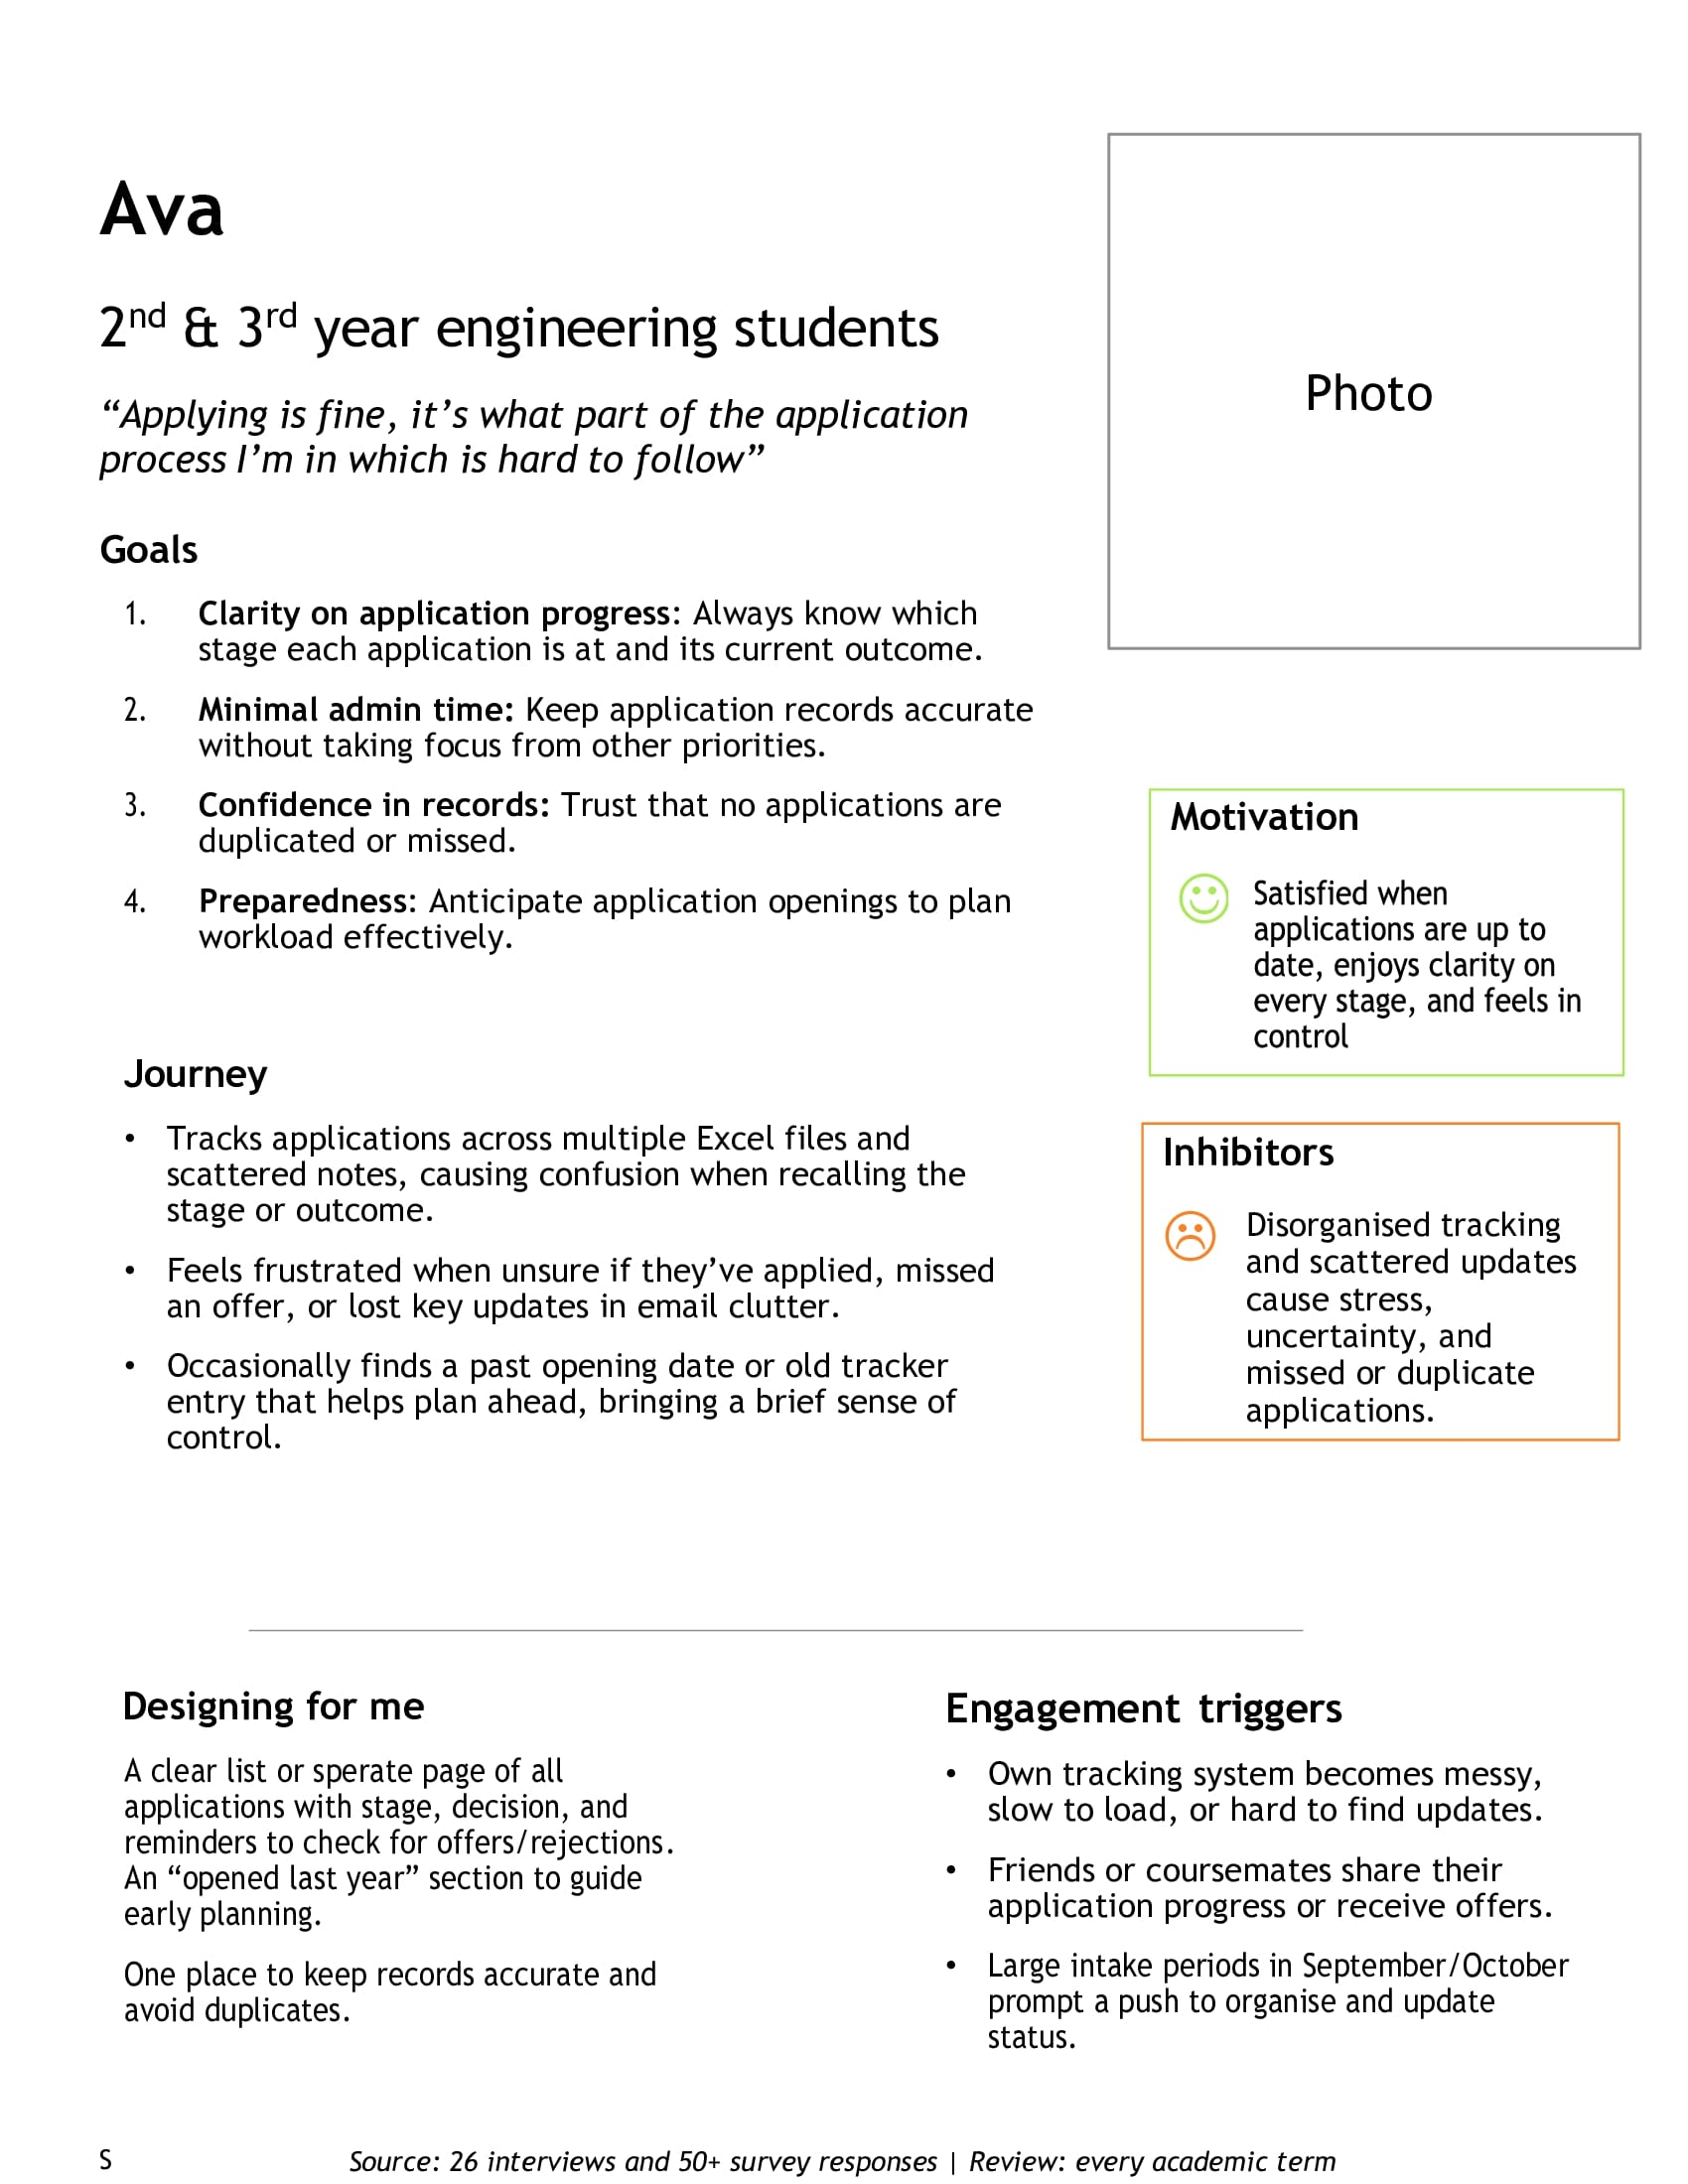 Ava
2nd & 3rd year engineering students
“Applying is fine, it’s what part of the application
process I’m in which is hard to follow”
Photo
Goals
1. Clarity on application progress: Always know which
stage each application is at and its current outcome.
2. Minimal admin time: Keep application records accurate
without taking focus from other priorities.
3. Confidence in records: Trust that no applications are
duplicated or missed.
4. Preparedness: Anticipate application openings to plan
workload effectively.
Motivation
Satisfied when
applications are up to
date, enjoys clarity on
every stage, and feels in
control
Journey
• Tracks applications across multiple Excel files and
scattered notes, causing confusion when recalling the
stage or outcome.
• Feels frustrated when unsure if they’ve applied, missed
an offer, or lost key updates in email clutter.
• Occasionally finds a past opening date or old tracker
entry that helps plan ahead, bringing a brief sense of
control.
Inhibitors
Disorganised tracking
and scattered updates
cause stress,
uncertainty, and
missed or duplicate
applications.
Designing for me
A clear list or sperate page of all
applications with stage, decision, and
reminders to check for offers/rejections.
An “opened last year” section to guide
early planning.
One place to keep records accurate and
avoid duplicates.
Engagement triggers
• Own tracking system becomes messy,
slow to load, or hard to find updates.
• Friends or coursemates share their
application progress or receive offers.
• Large intake periods in September/October
prompt a push to organise and update
status.
S
Source: 26 interviews and 50+ survey responses | Review: every academic term